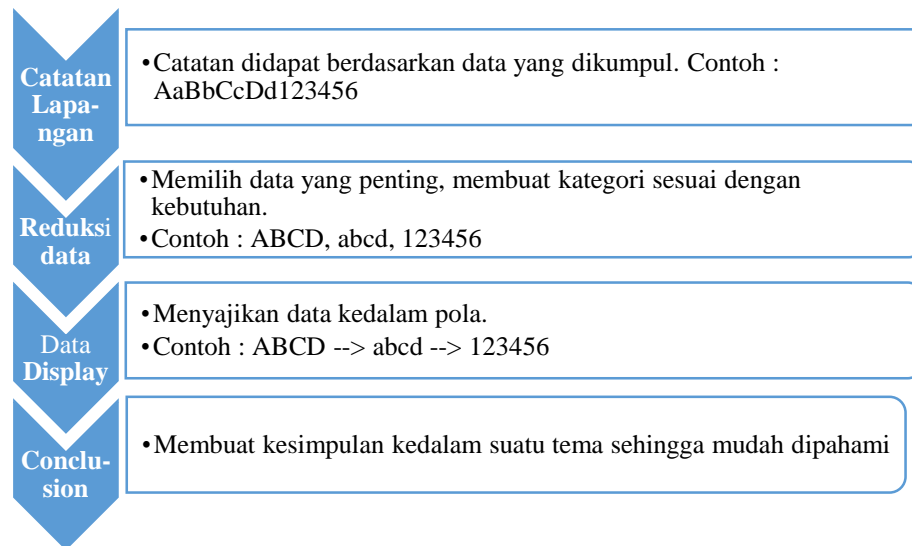 Catatan
Lapa-
ngan
•Catatan didapat berdasarkan data yang dikumpul. Contoh :
AaBbCcDd123456
Reduksi
data
•Memilih data yang penting, membuat kategori sesuai dengan
kebutuhan.
•Contoh : ABCD, abcd, 123456
Data
Display
•Menyajikan data kedalam pola.
•Contoh : ABCD --> abcd --> 123456
Conclu-
sion
•Membuat kesimpulan kedalam suatu tema sehingga mudah dipahami